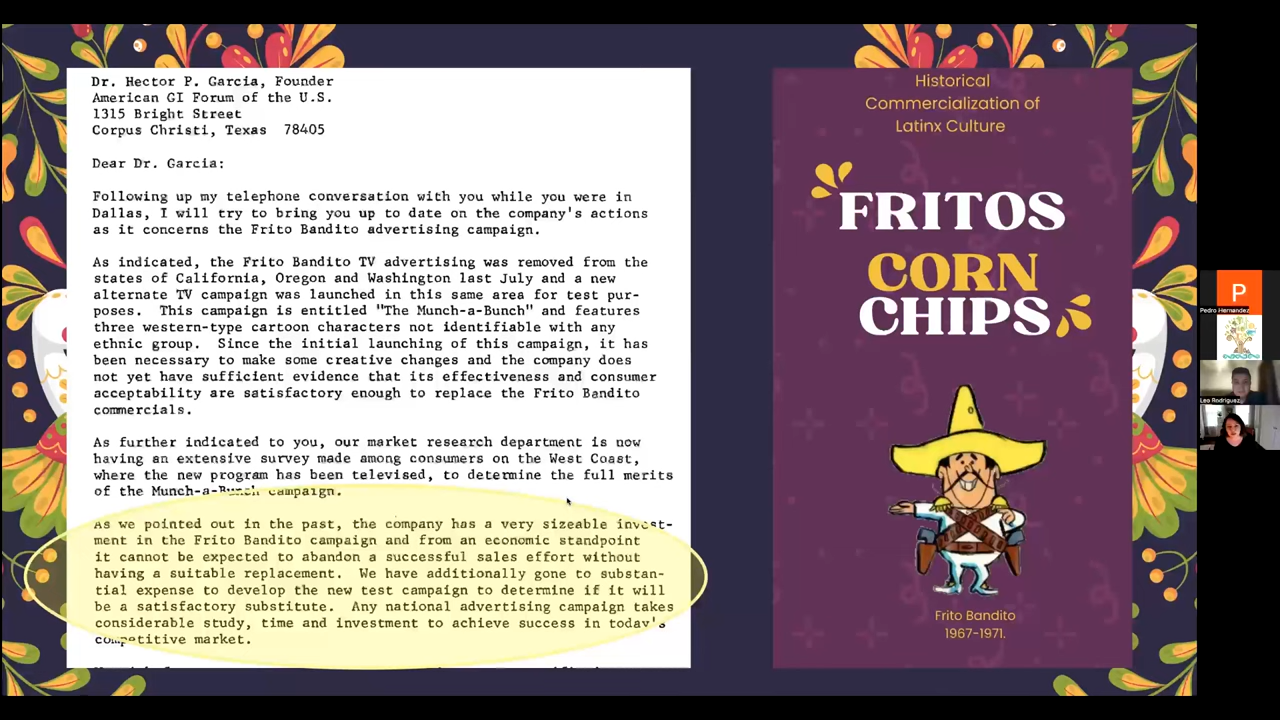 Dr. Hector P. Garcia, Founder
American GI Forum of the U.S.
1315 Bright Street
Corpus Christi, Texas 78405
Dear Dr. Garcia:
Following up my telephone conversation with you while you were in
Dallas, I will try to bring you up to date on the company's actions
as it concerns the Frito Bandito advertising campaign.
As indicated, the Frito Bandito TV advertising was removed from the
states of California, Oregon and Washington last July and a new
alternate TV campaign was launched in this same area for test pur-
poses. This campaign is entitled "The Munch-a-Bunch" and features
three western-type cartoon characters not identifiable with any
ethnic group. Since the initial launching of this campaign, it has
been necessary to make some creative changes and the company does
not yet have sufficient evidence that its effectiveness and consumer
acceptability are satisfactory enough to replace the Frito Bandito
commercials.
As further indicated to you, our market research department is now
having an extensive survey made among consumers on the West Coast,
where the new program has been televised, to determine the full merits
of the Munch-a-Bunch campaign.
As we pointed out in the past, the company has a very sizeable invest-
ment in the Frito Bandito campaign and from an economic standpoint
it cannot be expected to abandon a successful sales effort without
having a suitable replacement. We have additionally gone to substan-
tial expense to develop the new test campaign to determine if it will
be a satisfactory substitute. Any national advertising campaign takes
considerable study, time and investment to achieve success in today's
competitive market.
Historical
Commercialization of
Latinx Culture
FRITOS
CORN
CHIPS
Frito Bandito
1967-1971.
P
Pedro Hernandez
Leo Rodriguez